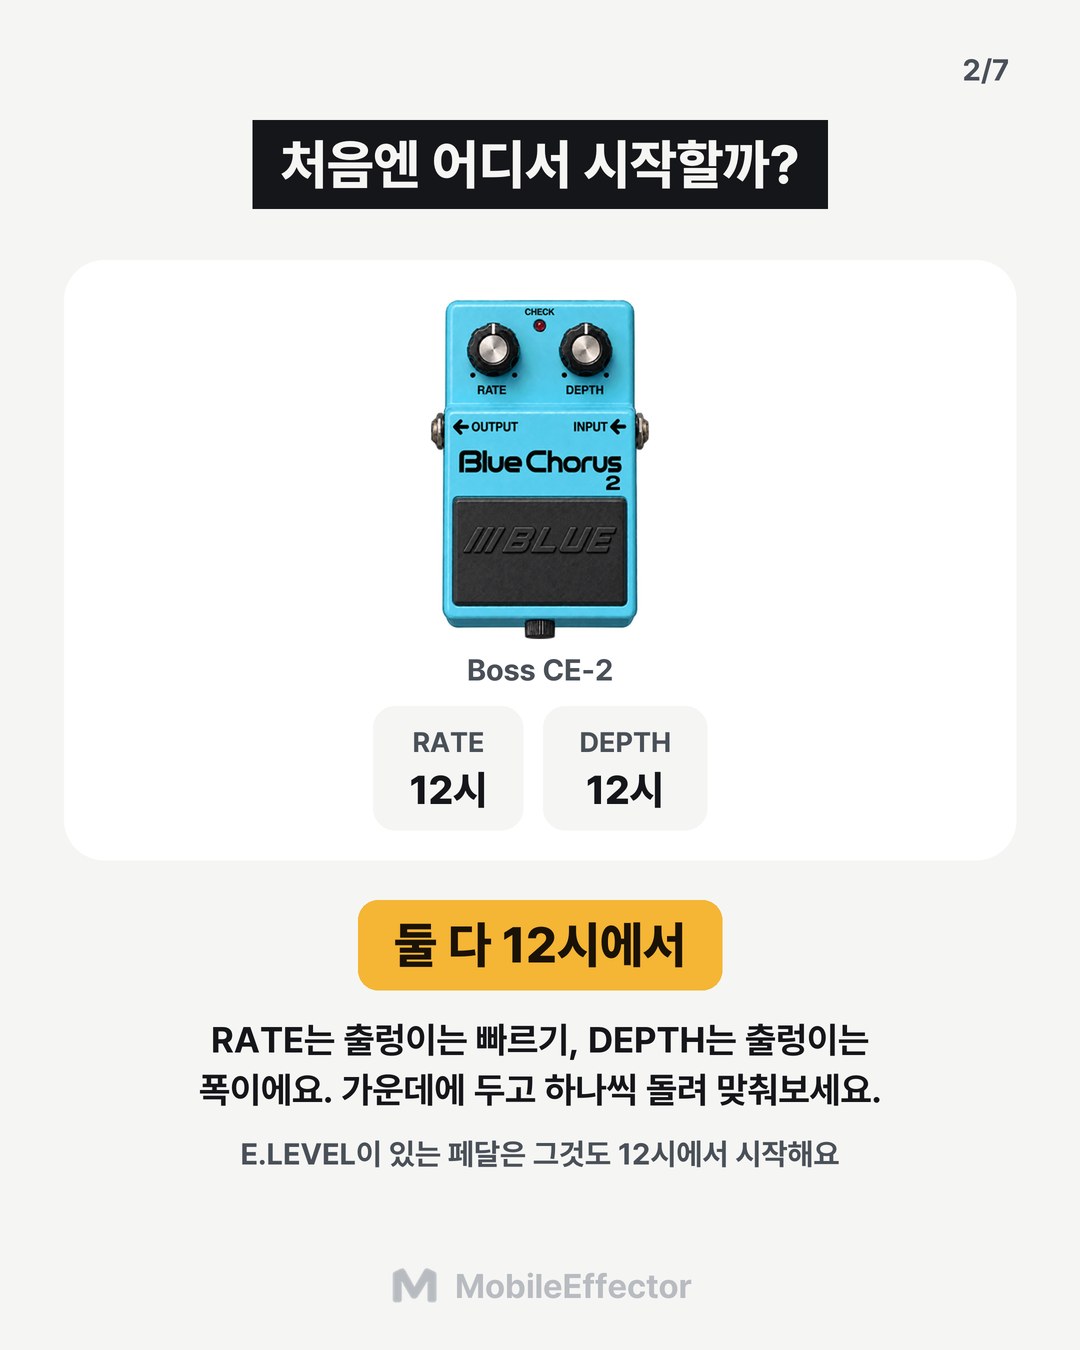 2/7
처음엔 어디서 시작할까?
CHECK
RATE DEPTH
OUTPUT INPUT
Blue Chorus
2
BLUE
Boss CE-2
RATE DEPTH
12시 12시
둘 다 12시에서
RATE는 출렁이는 빠르기, DEPTH는 출렁이는
폭이에요. 가운데에 두고 하나씩 돌려 맞춰보세요.
E.LEVEL이 있는 페달은 그것도 12시에서 시작해요
MobileEffector